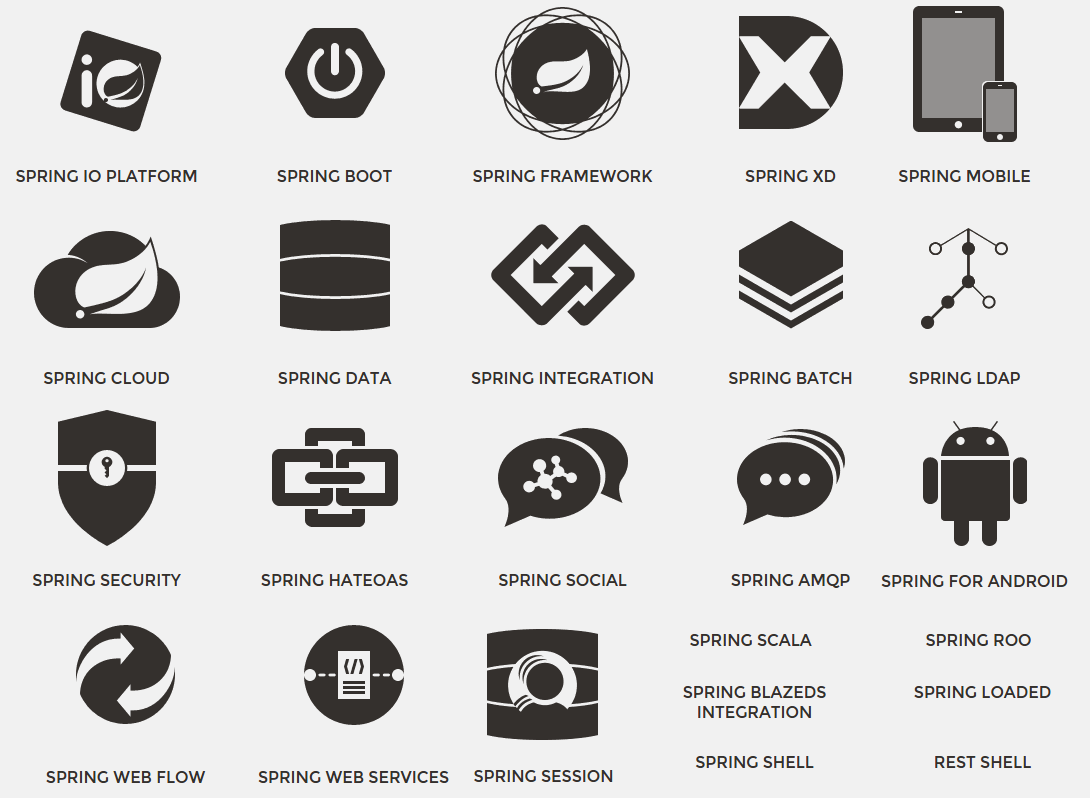 SPRING IO PLATFORM
SPRING BOOT
SPRING FRAMEWORK
SPRING XD
SPRING MOBILE
SPRING CLOUD
SPRING DATA
SPRING INTEGRATION
SPRING BATCH
SPRING LDAP
SPRING SECURITY
SPRING HATEOAS
SPRING SOCIAL
SPRING AMQP
SPRING FOR ANDROID
SPRING WEB FLOW
SPRING WEB SERVICES
SPRING SESSION
SPRING SCALA
SPRING ROO
SPRING BLAZEDS
INTEGRATION
SPRING LOADED
SPRING SHELL
REST SHELL